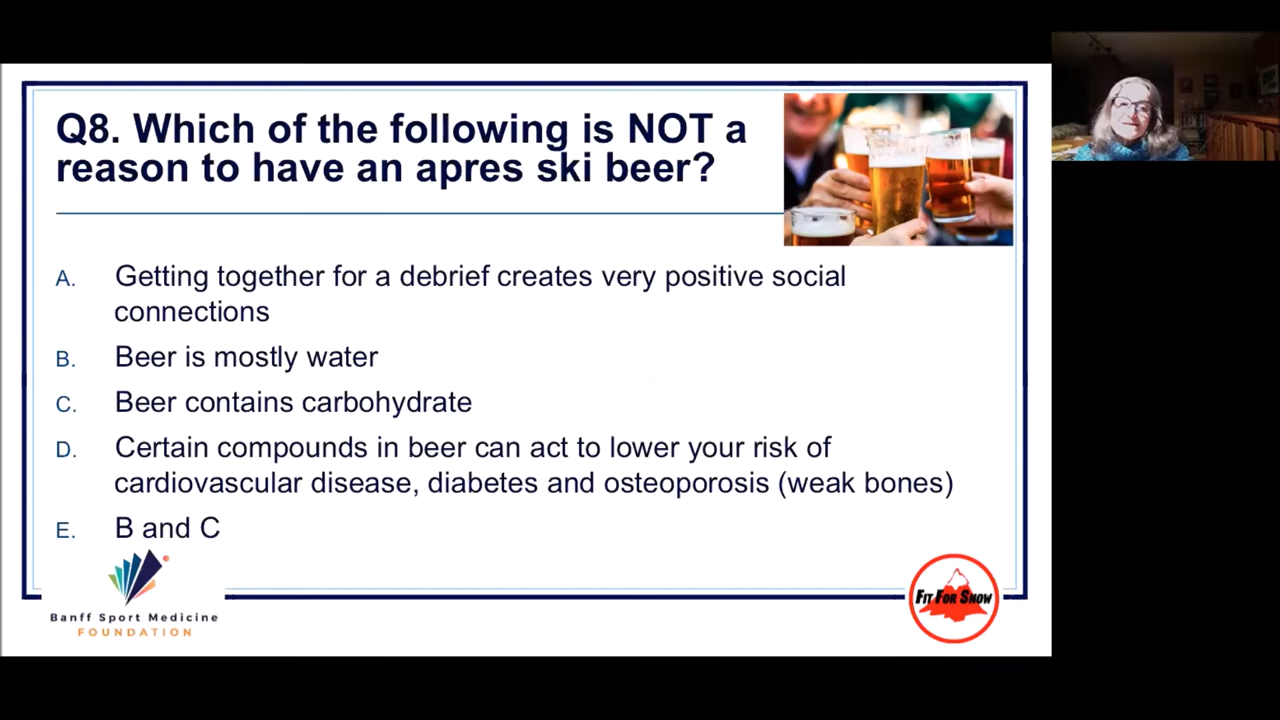 Q8. Which of the following is NOT a
reason to have an apres ski beer?
A. Getting together for a debrief creates very positive social
connections
B. Beer is mostly water
C. Beer contains carbohydrate
D. Certain compounds in beer can act to lower your risk of
cardiovascular disease, diabetes and osteoporosis (weak bones)
E. B and C
Banff Sport Medicine
FOUNDATION
FIT FOR SNOW